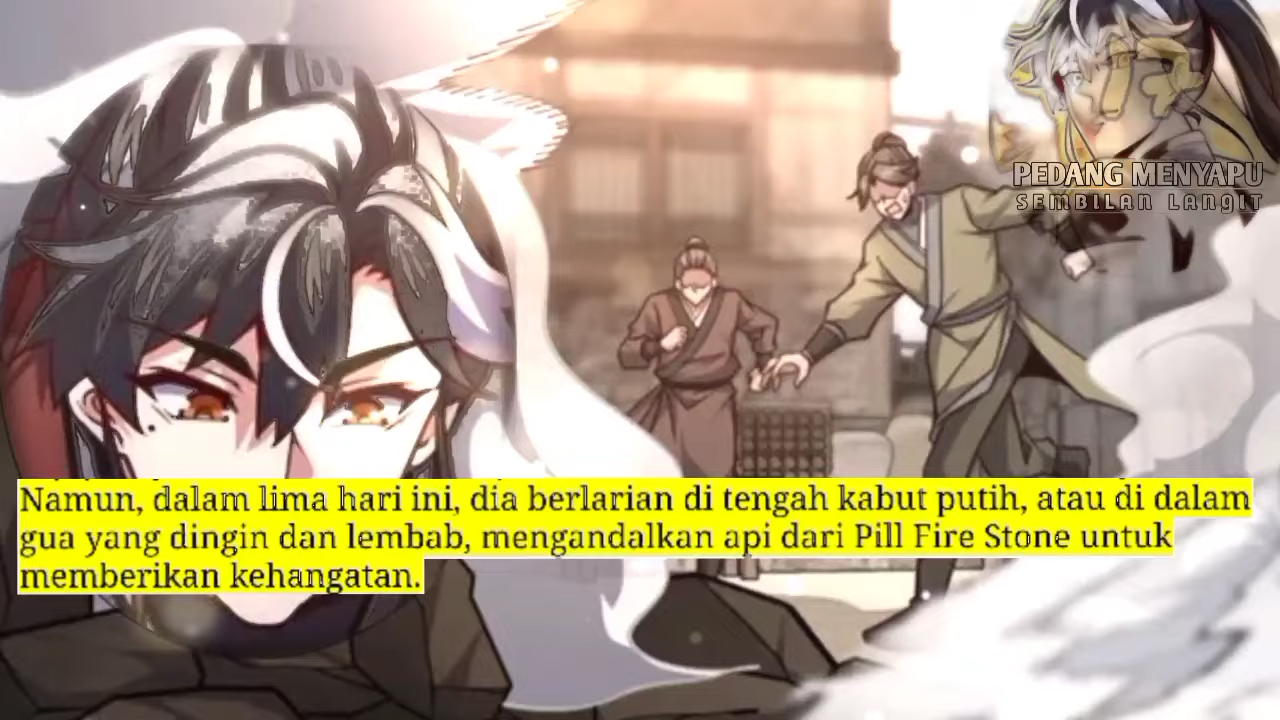 PEDANG MENYAPU
SEMBILAN LANGIT
Namun, dalam lima hari ini, dia berlarian di tengah kabut putih, atau di dalam
gua yang dingin dan lembab, mengandalkan api dari Pill Fire Stone untuk
memberikan kehangatan.